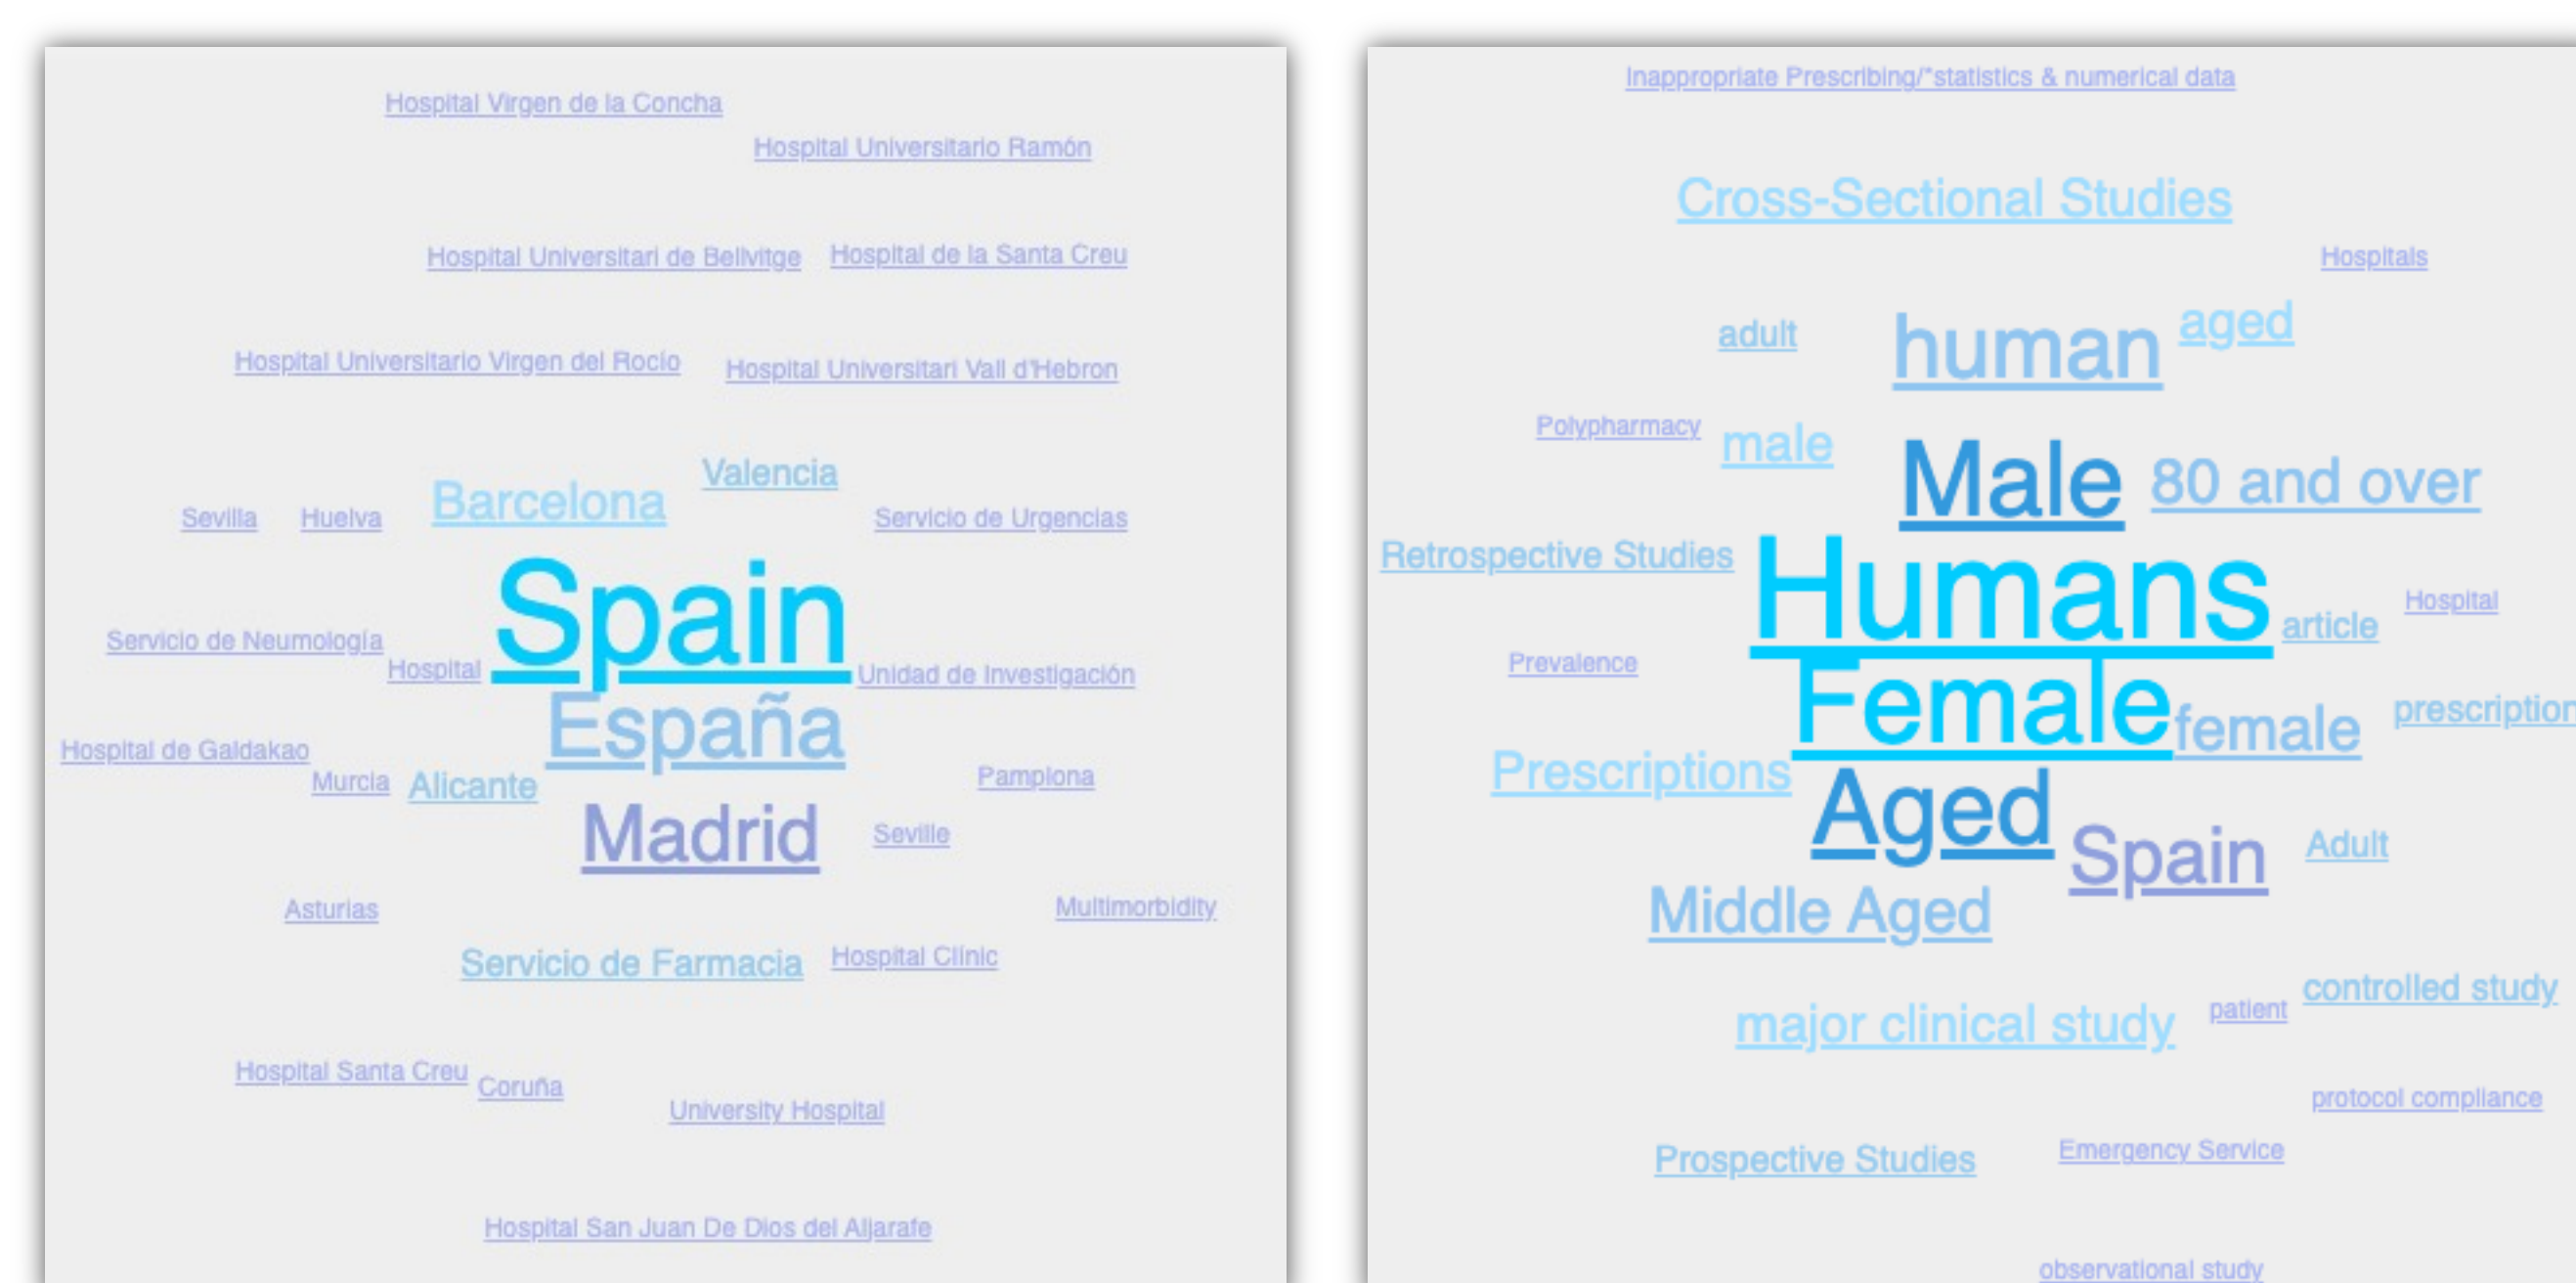 Hospital Virgen de la Concha
Hospital Universitario Ramón
Hospital Universitari de Bellvitge
Hospital de la Santa Creu
Hospital Universitario Virgen del Rocío
Hospital Universitari Vall d'Hebron
Valencia
Barcelona
Sevilla
Huelva
Servicio de Urgencias
Spain
Servicio de Neumología
Hospital
Unidad de Investigación
España
Hospital de Galdakao
Murcia
Alicante
Pamplona
Madrid
Seville
Asturias
Multimorbidity
Servicio de Farmacia
Hospital Clínic
Hospital Santa Creu
Coruña
University Hospital
Hospital San Juan De Dios del Aljarafe
Inappropriate Prescribing/*statistics & numerical data
Cross-Sectional Studies
Hospitals
adult
human
aged
Polypharmacy
male
Male
80 and over
Retrospective Studies
Humans
Hospital
article
Prevalence
Female
female
prescription
Prescriptions
Aged
Spain
Adult
Middle Aged
controlled study
major clinical study
patient
protocol compliance
Prospective Studies
Emergency Service
observational study